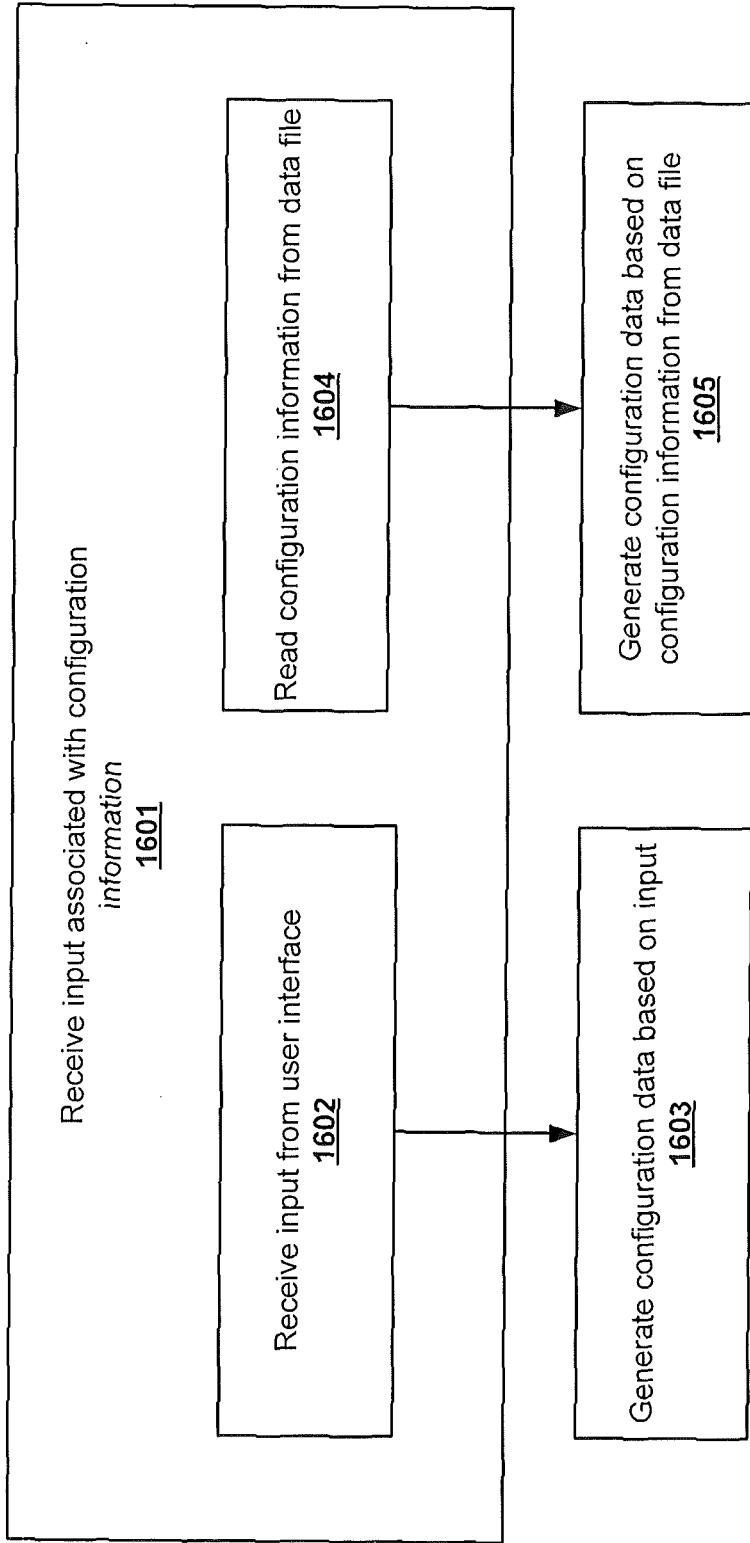 Receive input associated with configuration
information
1601
Receive input from user interface
1602
Read configuration information from data file
1604
Generate configuration data based on input
1603
Generate configuration data based on
configuration information from data file
1605